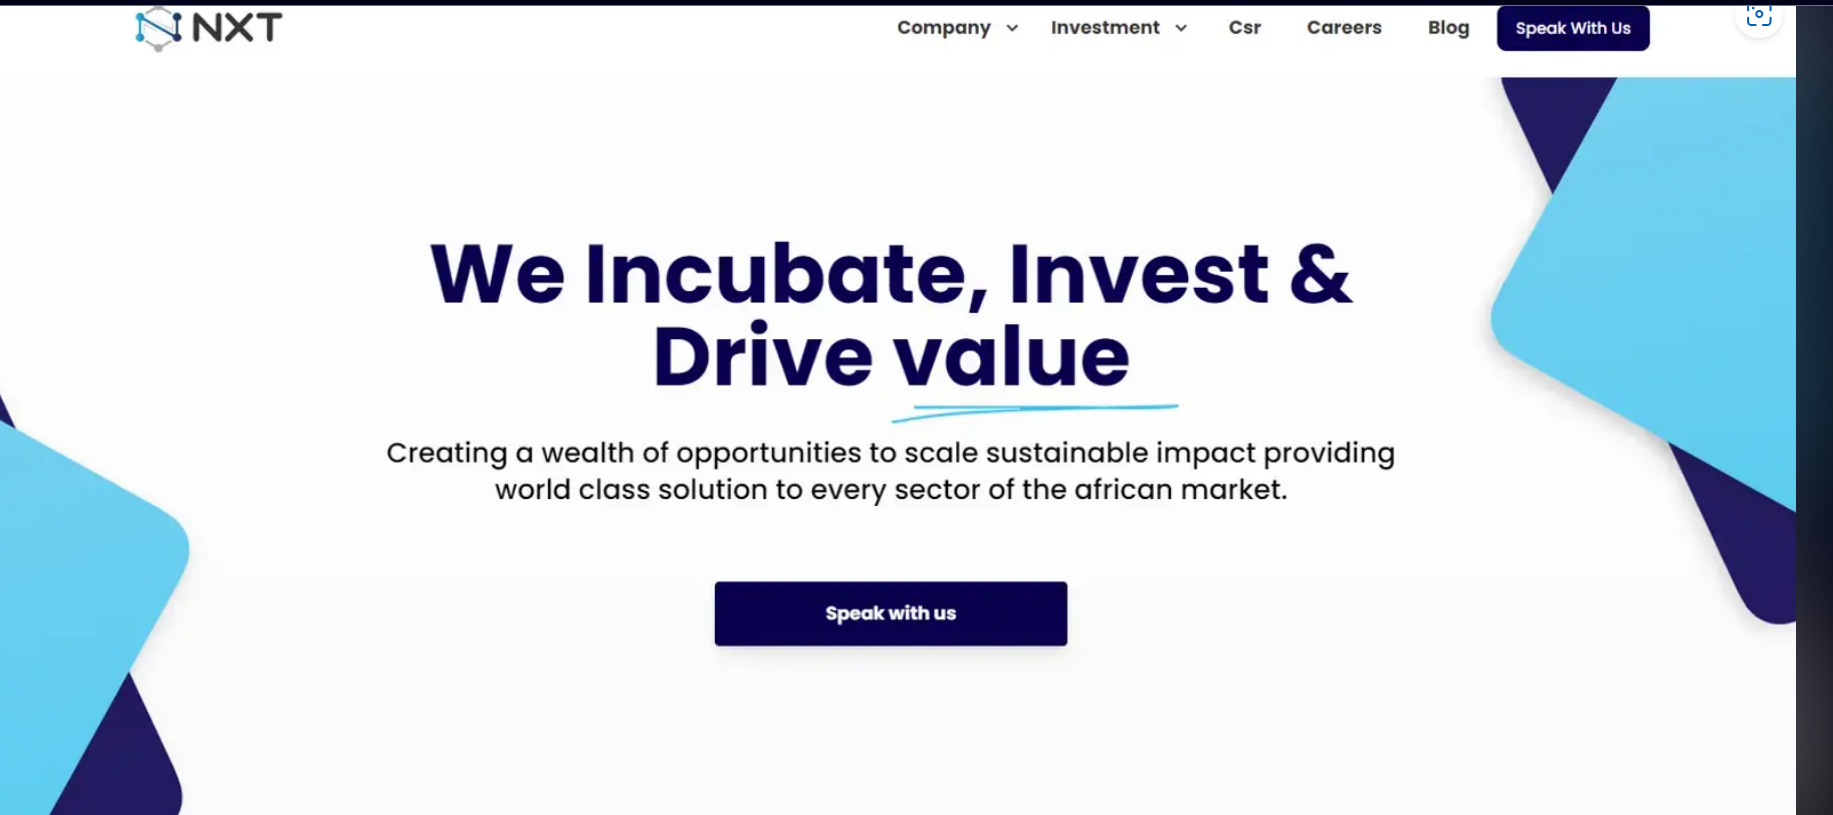 NXT
Company
Investment
Csr
Careers
Blog
Speak With Us
We Incubate, Invest &
Drive value
Creating a wealth of opportunities to scale sustainable impact providing
world class solution to every sector of the african market.
Speak with us